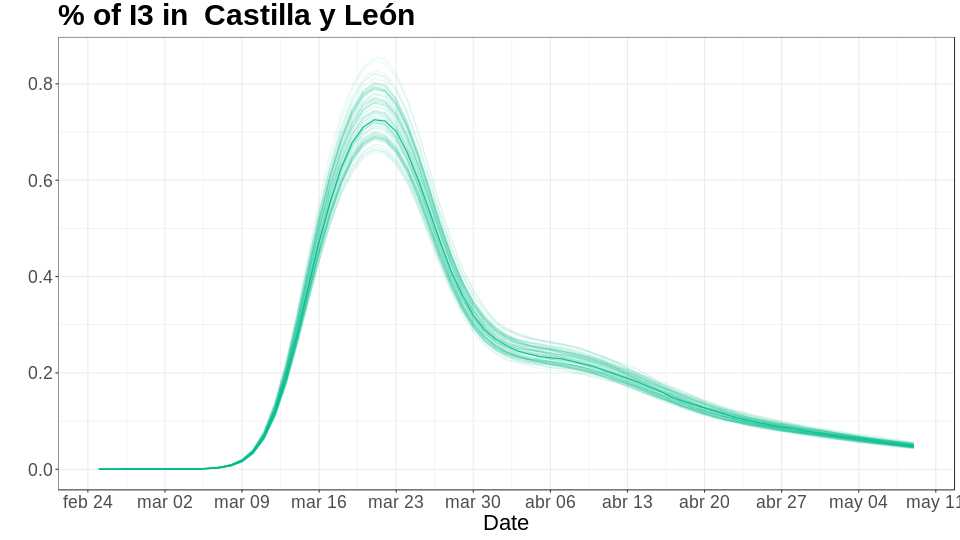 % of I3 in  Castilla y León
0.8
0.6
0.4
0.2
0.0
feb 24 mar 02 mar 09 mar 16 mar 23 mar 30 abr 06 abr 13 abr 20 abr 27 may 04 may 11
Date